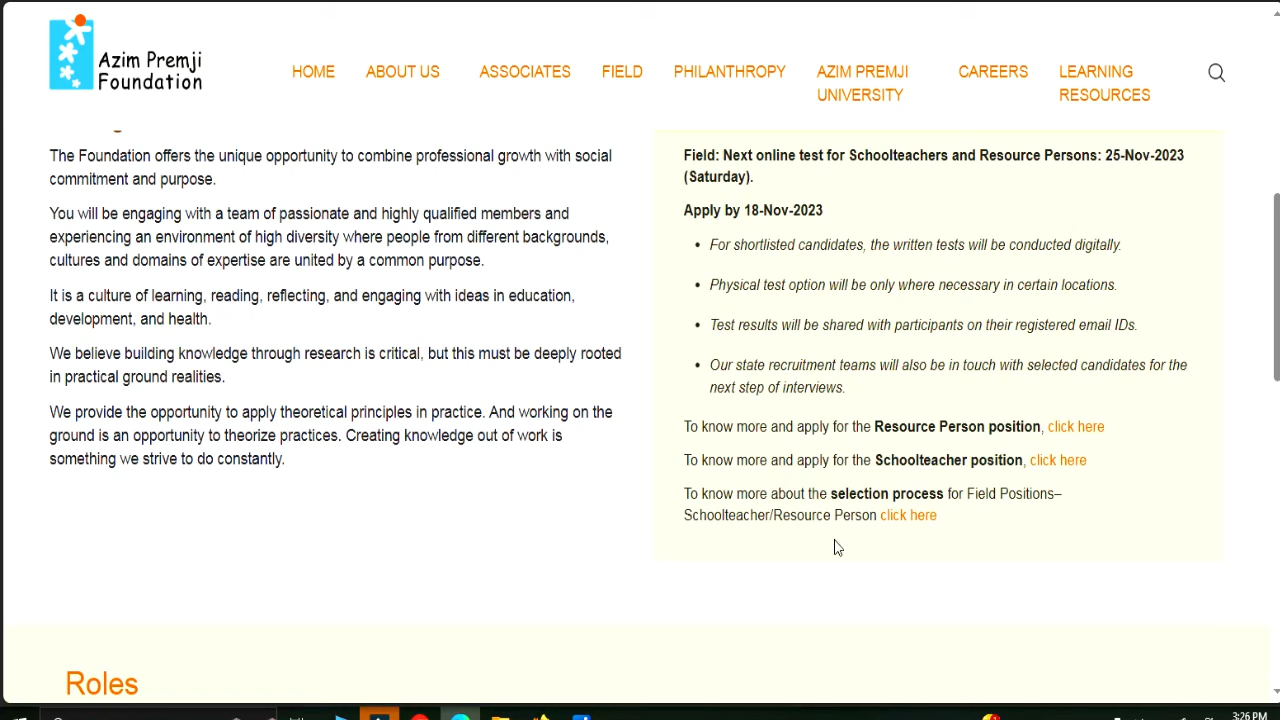 Azim Premji
Foundation
HOME
ABOUT US
ASSOCIATES
FIELD
PHILANTHROPY
AZIM PREMJI
UNIVERSITY
CAREERS
LEARNING
RESOURCES
The Foundation offers the unique opportunity to combine professional growth with social
commitment and purpose.
You will be engaging with a team of passionate and highly qualified members and
experiencing an environment of high diversity where people from different backgrounds,
cultures and domains of expertise are united by a common purpose.
It is a culture of learning, reading, reflecting, and engaging with ideas in education,
development, and health.
We believe building knowledge through research is critical, but this must be deeply rooted
in practical ground realities.
We provide the opportunity to apply theoretical principles in practice. And working on the
ground is an opportunity to theorize practices. Creating knowledge out of work is
something we strive to do constantly.
Field: Next online test for Schoolteachers and Resource Persons: 25-Nov-2023
(Saturday).
Apply by 18-Nov-2023
• For shortlisted candidates, the written tests will be conducted digitally.
• Physical test option will be only where necessary in certain locations.
• Test results will be shared with participants on their registered email IDs.
• Our state recruitment teams will also be in touch with selected candidates for the
next step of interviews.
To know more and apply for the Resource Person position, click here
To know more and apply for the Schoolteacher position, click here
To know more about the selection process for Field Positions–
Schoolteacher/Resource Person click here
Roles
3:26 PM